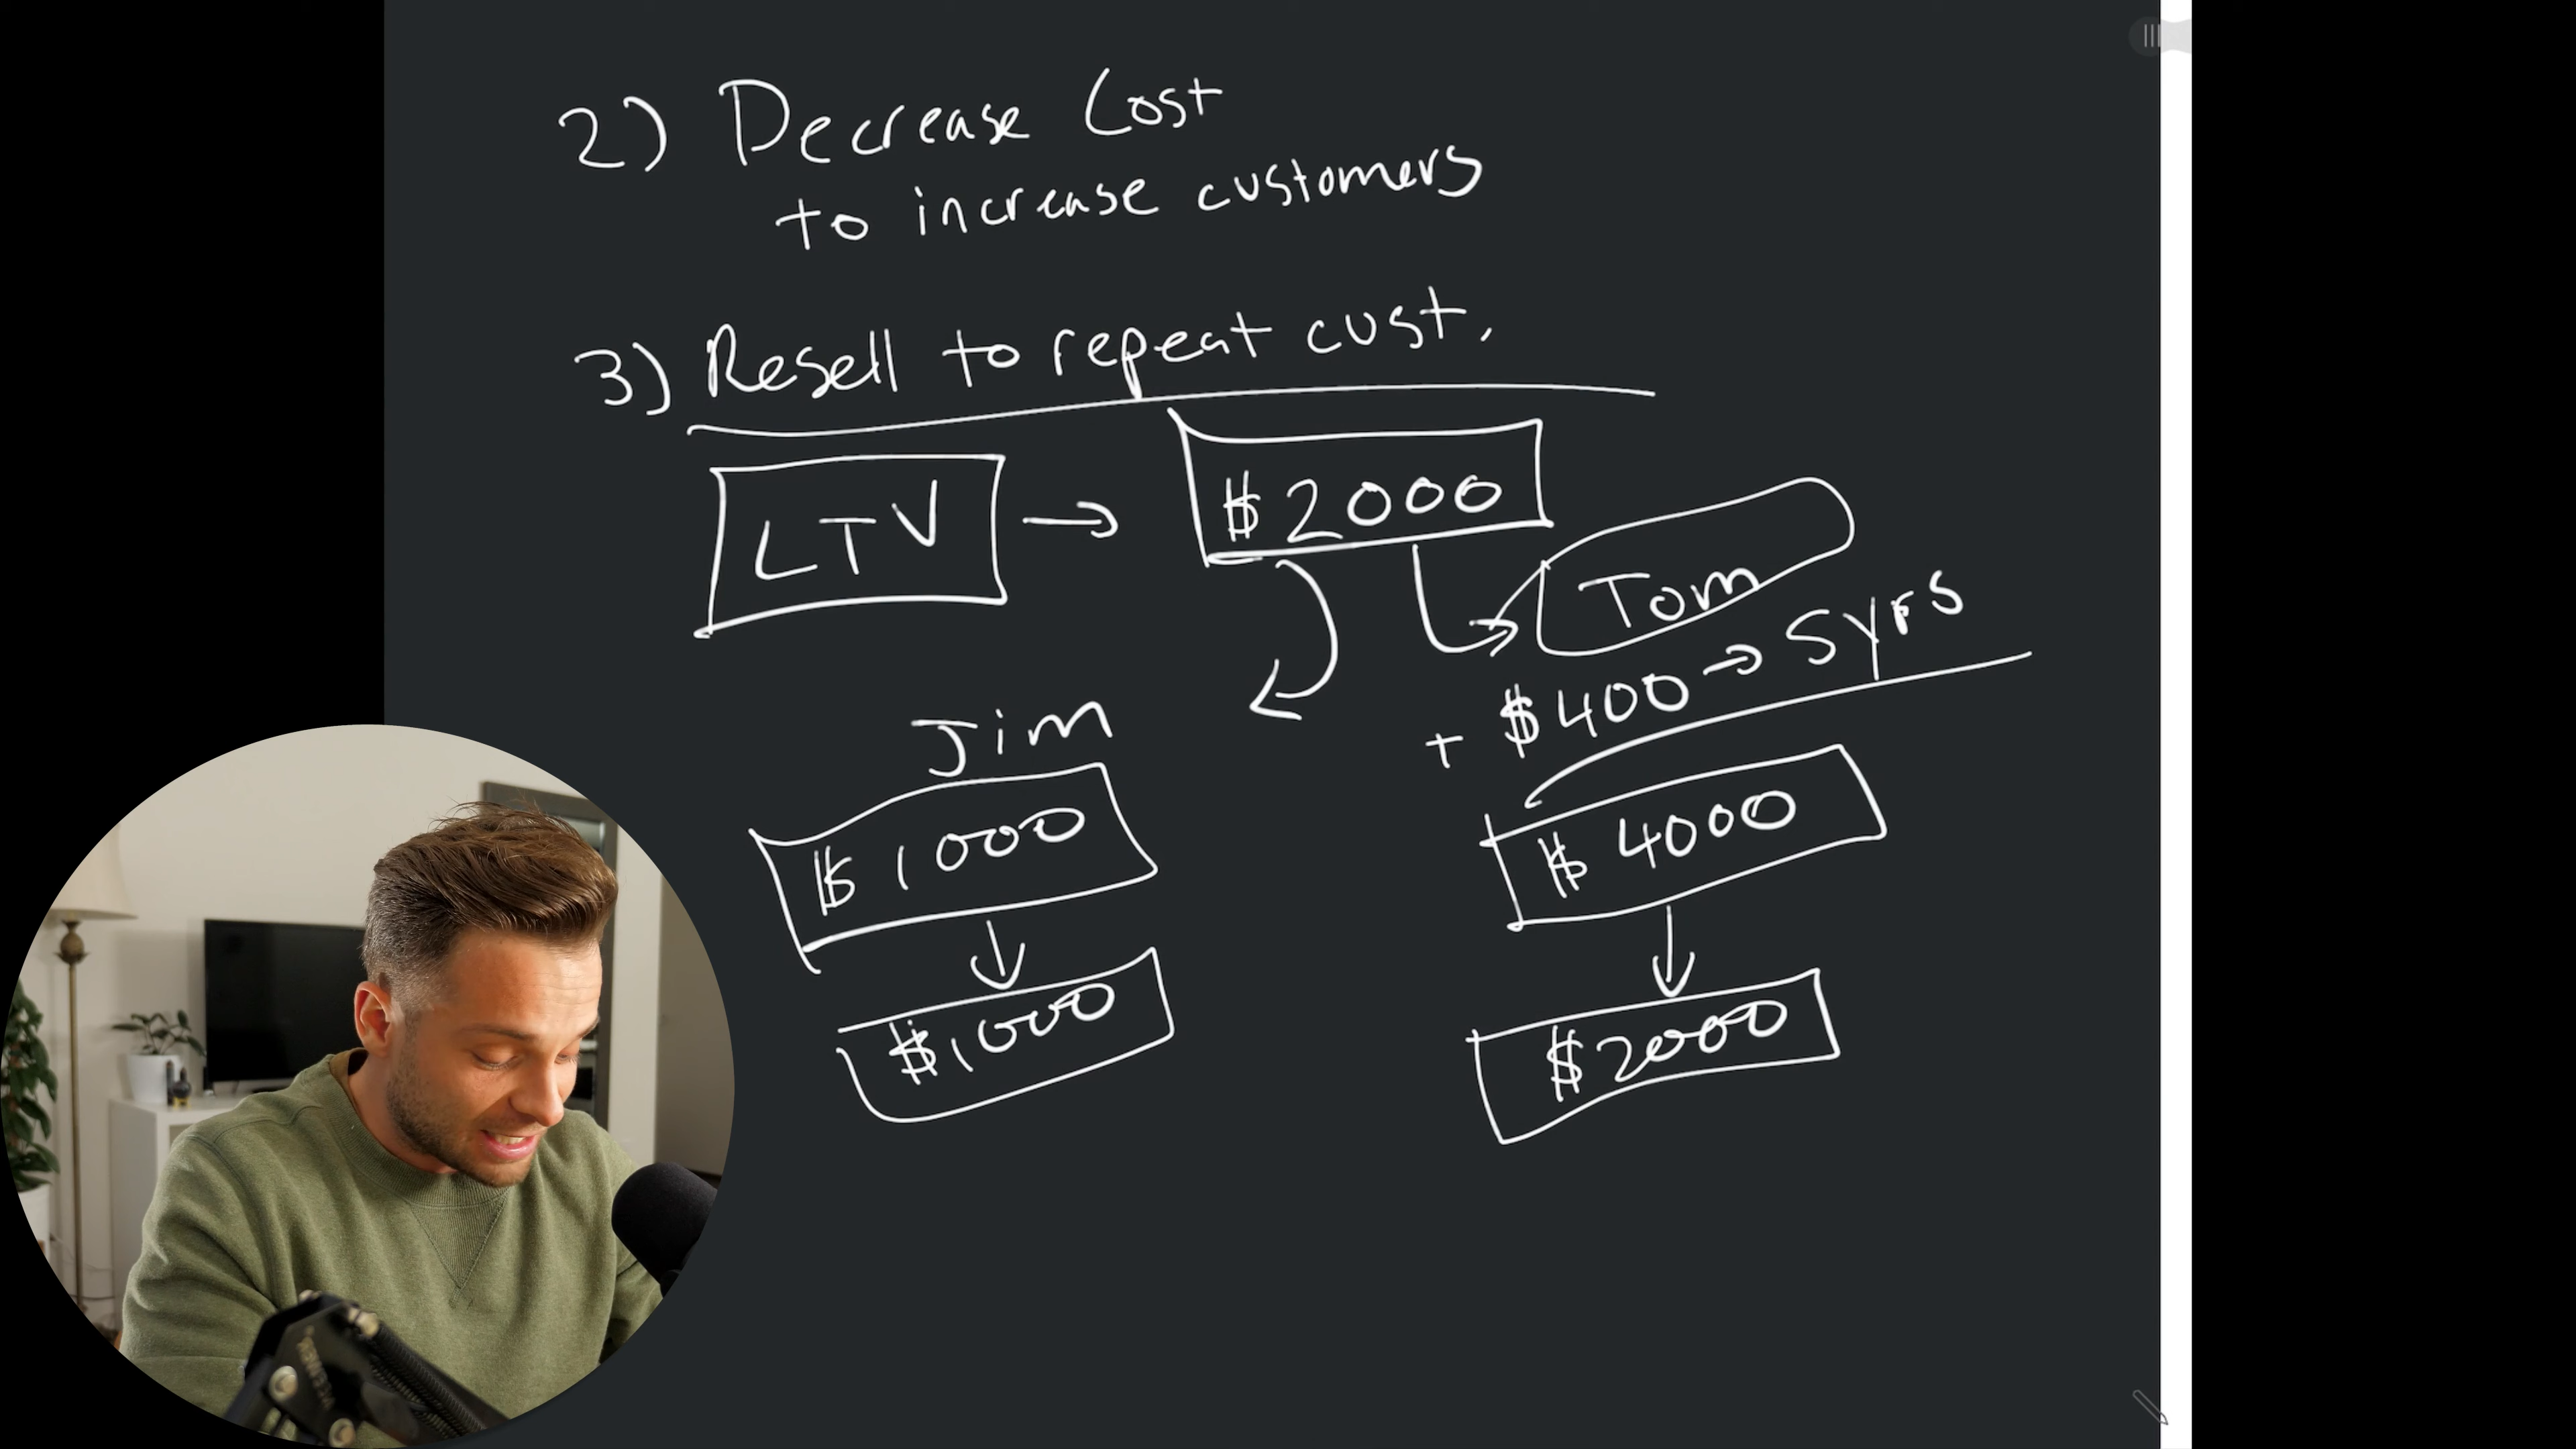 2) Decrease Cost
to increase customers
3) Resell to repeat cust.
LTV → $2000
Tom
+ $400 → 5yrs
Jim
$1000
$4000
$1000
$2000